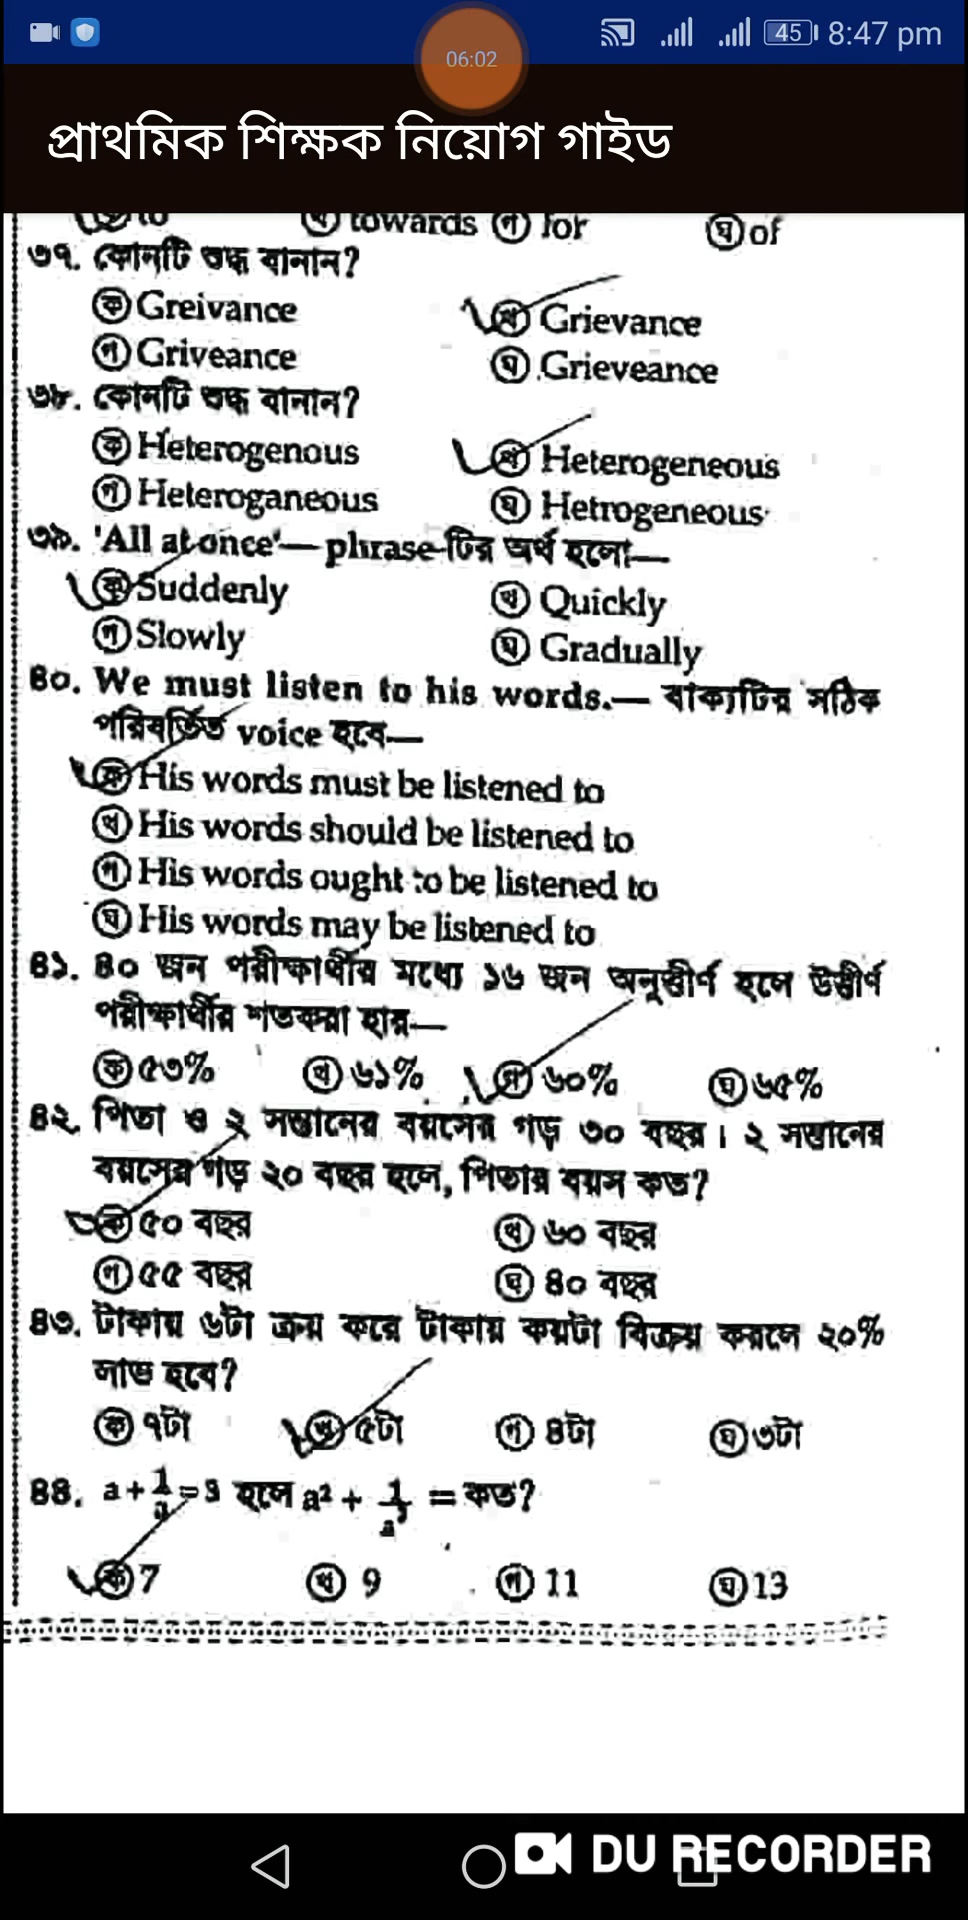 45 8:47 pm
06:02
প্রাথমিক শিক্ষক নিয়োগ গাইড
ক to খ towards গ for ঘ of
৩৭. কোনটি শুদ্ধ বানান?
ক Greivance খ Grievance
গ Griveance ঘ Grieveance
৩৮. কোনটি শুদ্ধ বানান?
ক Heterogenous খ Heterogeneous
গ Heteroganeous ঘ Hetrogeneous
৩৯. 'All at once'— phrase-টির অর্থ হলো—
ক Suddenly খ Quickly
গ Slowly ঘ Gradually
৪০. We must listen to his words.— বাক্যটির সঠিক
পরিবর্তিত voice হবে—
ক His words must be listened to
খ His words should be listened to
গ His words ought to be listened to
ঘ His words may be listened to
৪১. ৪০ জন পরীক্ষার্থীর মধ্যে ১৬ জন অনুত্তীর্ণ হলে উত্তীর্ণ
পরীক্ষার্থীর শতকরা হার—
ক ৫৩% খ ৬১% গ ৬০% ঘ ৬৫%
৪২. পিতা ও ২ সন্তানের বয়সের গড় ৩০ বছর। ২ সন্তানের
বয়সের গড় ২০ বছর হলে, পিতার বয়স কত?
ক ৫০ বছর খ ৬০ বছর
গ ৫৫ বছর ঘ ৪০ বছর
৪৩. টাকায় ৬টা ক্রয় করে টাকায় কয়টা বিক্রয় করলে ২০%
লাভ হবে?
ক ৭টা খ ৫টা গ ৪টা ঘ ৩টা
৪৪. a + 1/a = 3 হলে a² + 1/a² = কত?
ক 7 খ 9 গ 11 ঘ 13
DU RECORDER